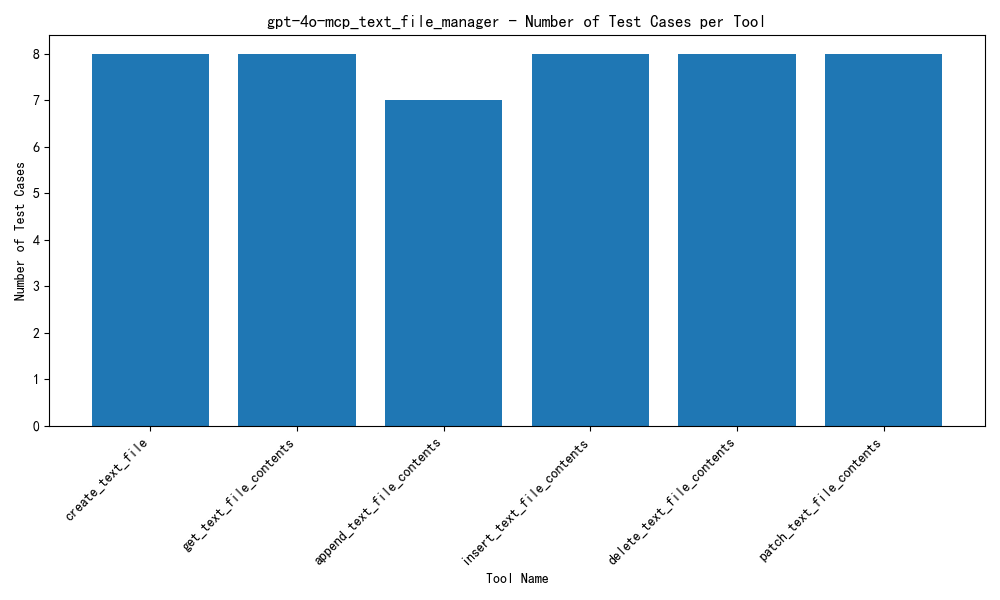 gpt-4o-mcp_text_file_manager - Number of Test Cases per Tool
Number of Test Cases
8
7
6
5
4
3
2
1
0
create_text_file
get_text_file_contents
append_text_file_contents
insert_text_file_contents
delete_text_file_contents
patch_text_file_contents
Tool Name